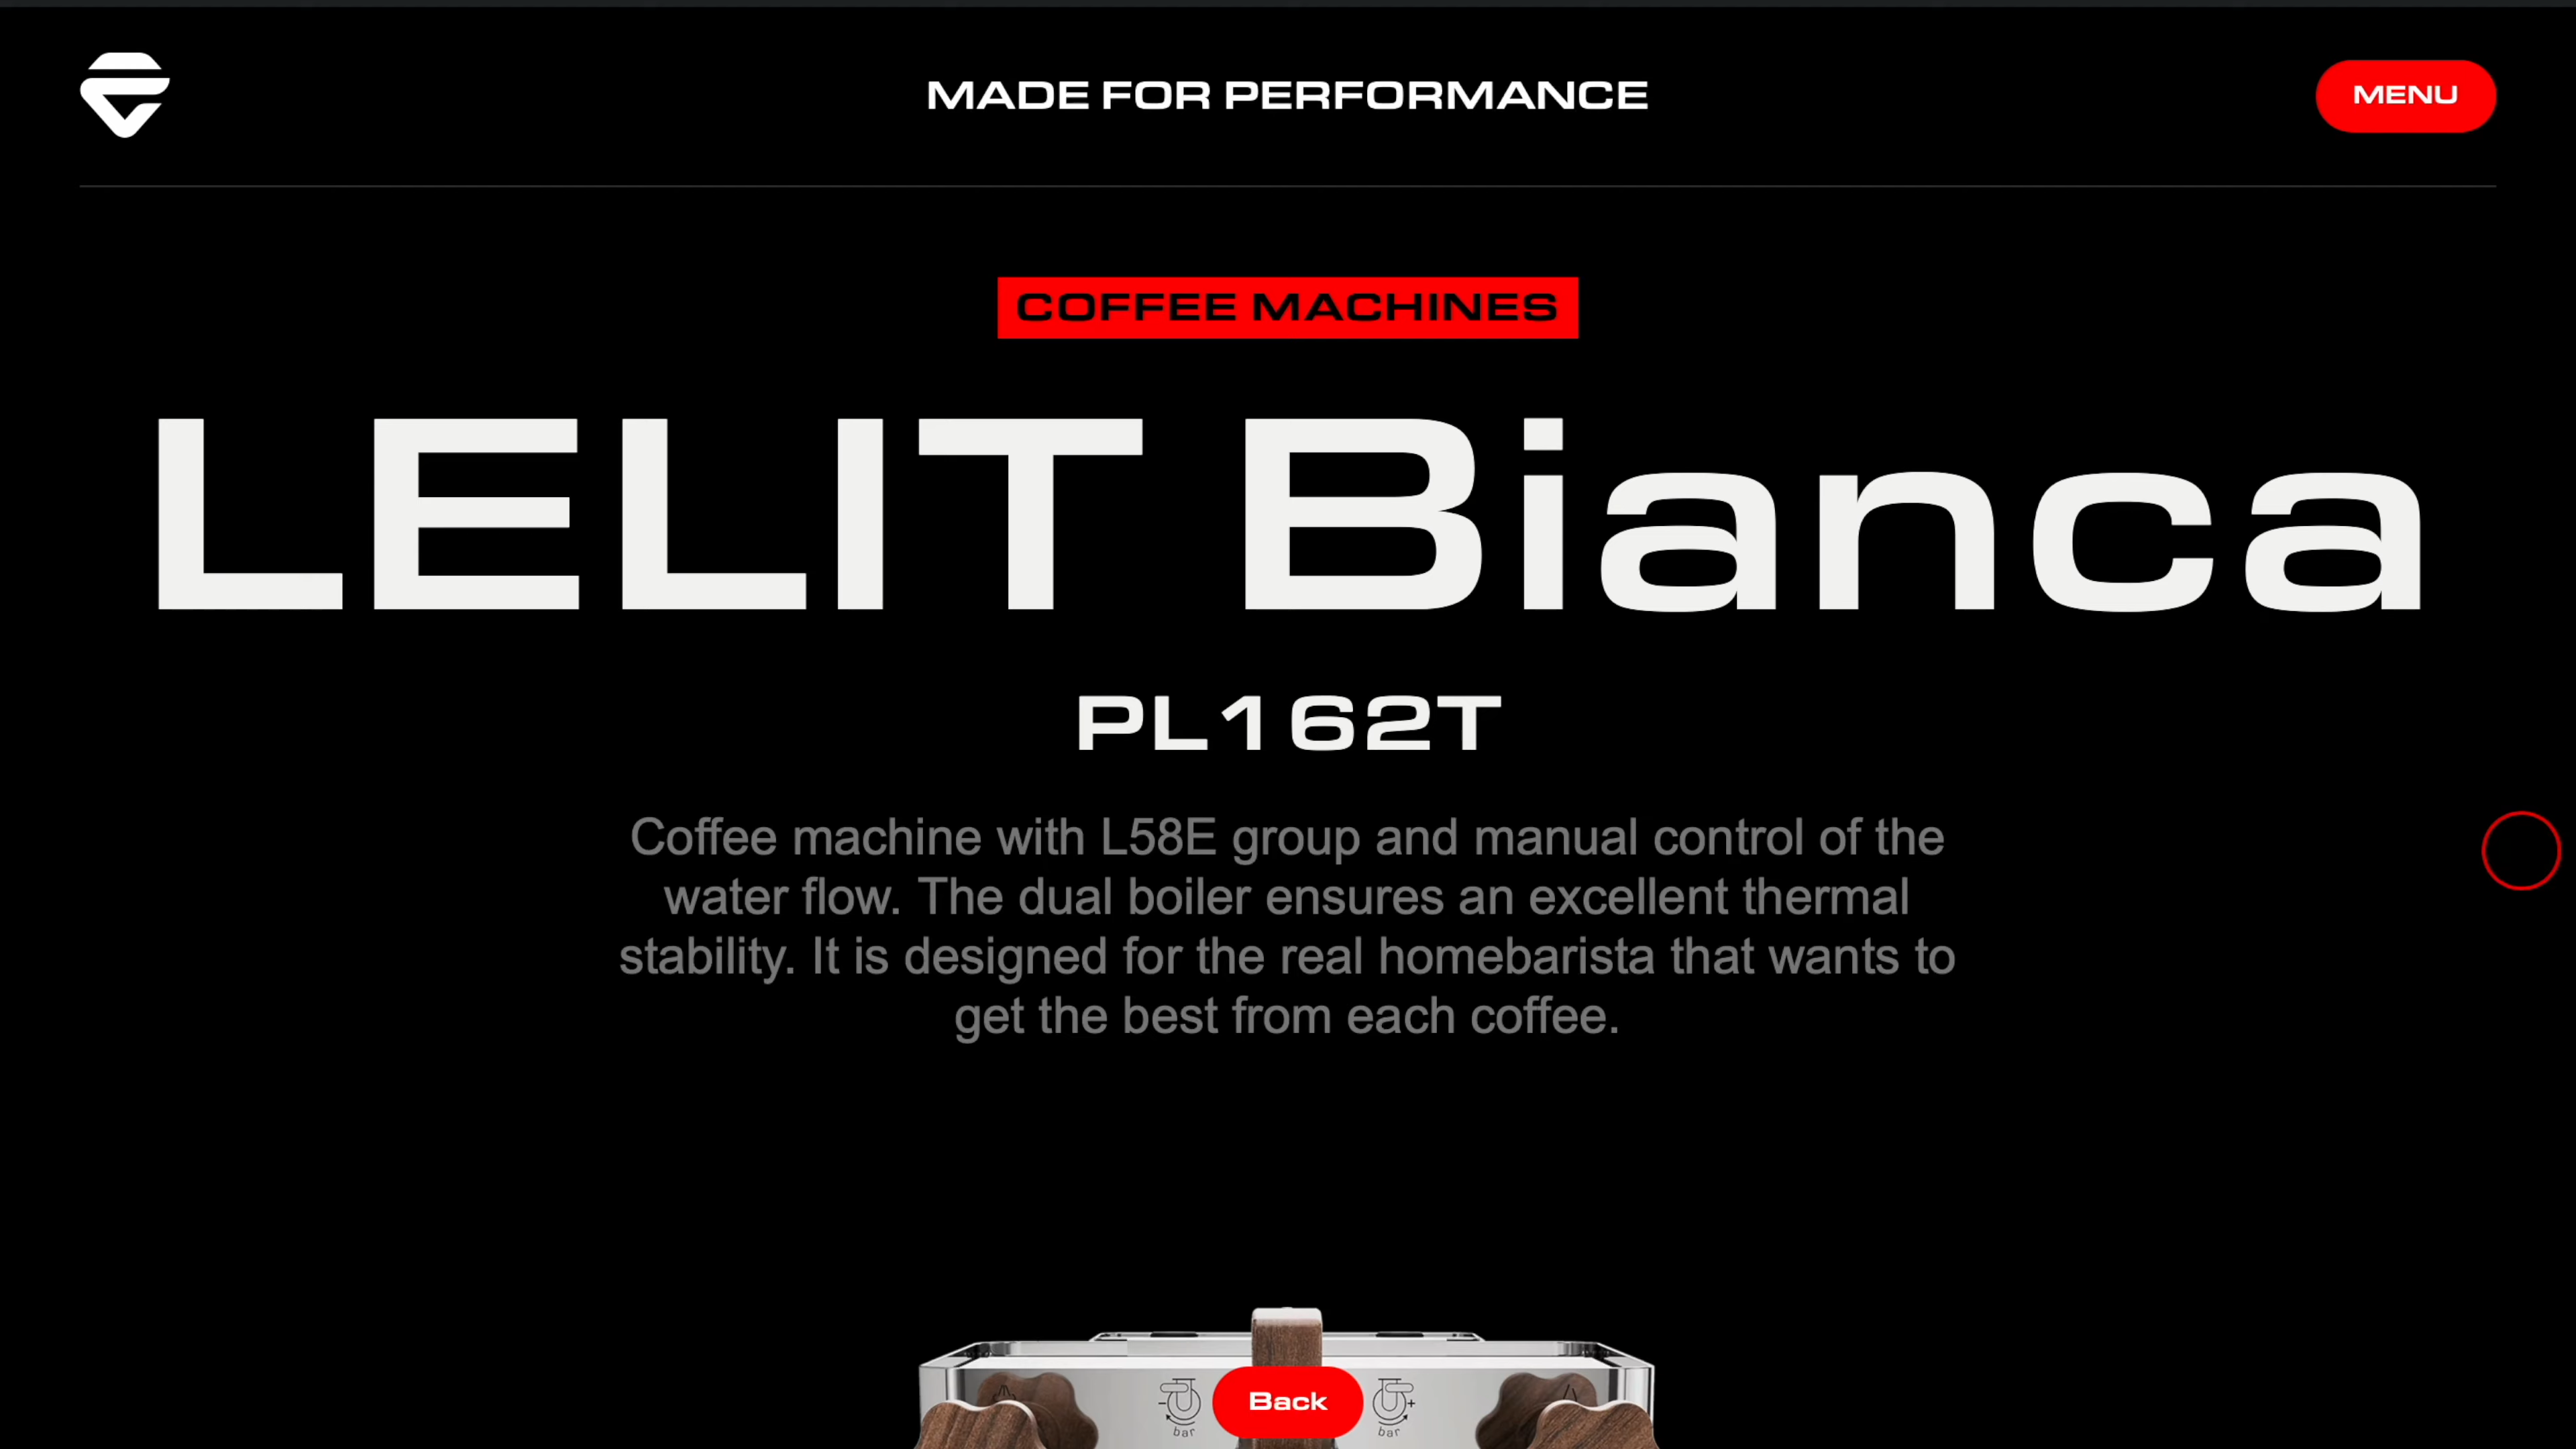 MADE FOR PERFORMANCE
MENU
COFFEE MACHINES
LELIT Bianca
PL162T
Coffee machine with L58E group and manual control of the
water flow. The dual boiler ensures an excellent thermal
stability. It is designed for the real homebarista that wants to
get the best from each coffee.
- Back +
bar bar